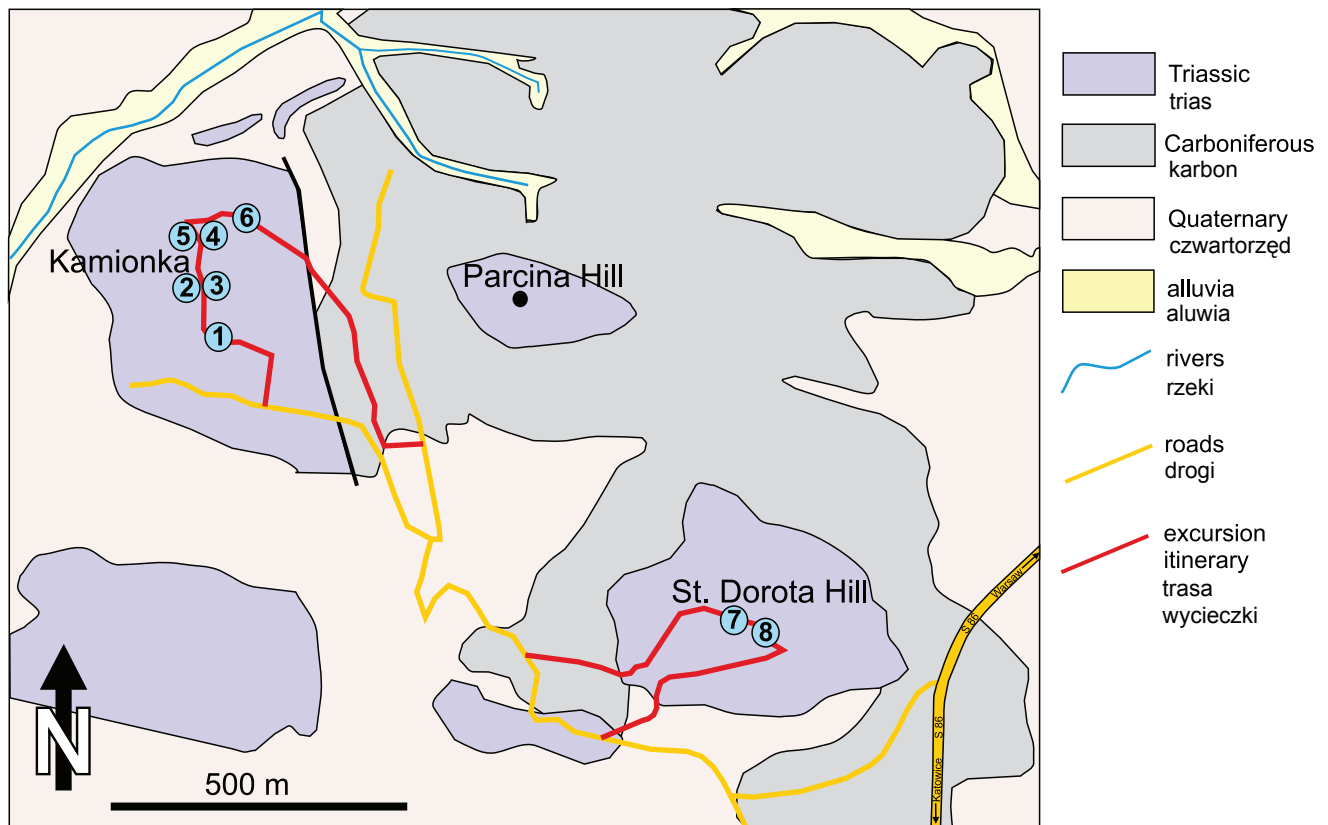 6
5
4
Kamionka
2
3
1
Parcina Hill
St. Dorota Hill
7
8
N
500 m
Warsaw
S 86
S 86
Katowice
Triassic
trias
Carboniferous
karbon
Quaternary
czwartorzęd
alluvia
aluwia
rivers
rzeki
roads
drogi
excursion
itinerary
trasa
wycieczki